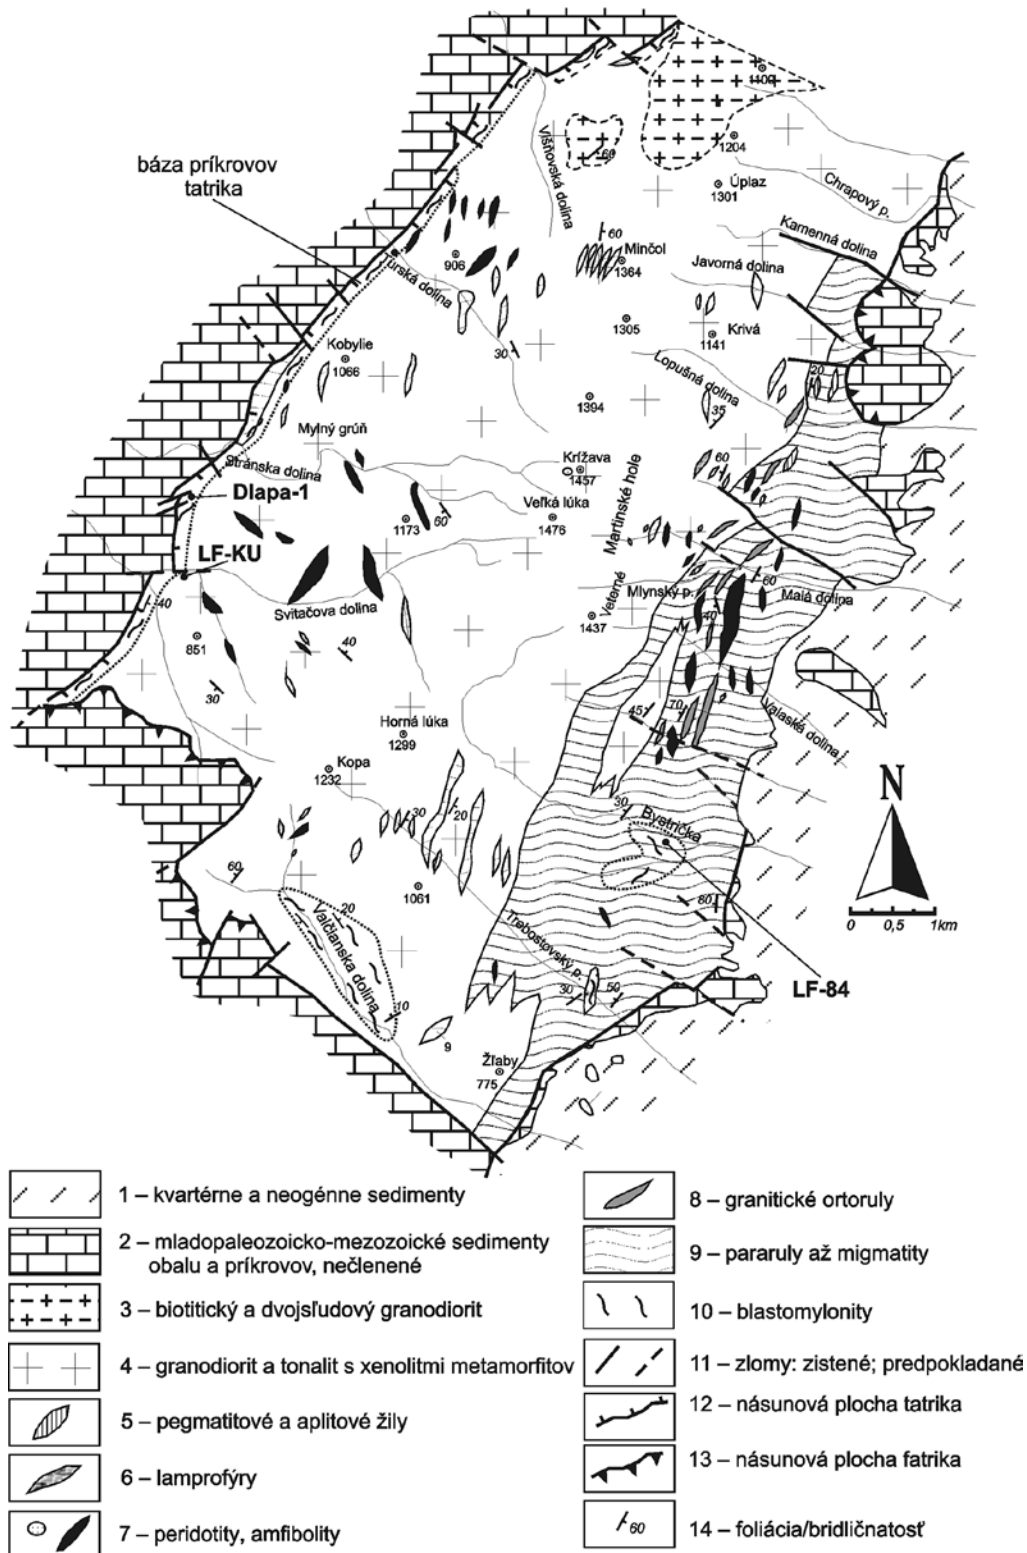 báza príkrovov
tatrika
1109
1204
Úplaz
1301
Chrapový p.
Višňovská dolina
60
60
Minčol
1364
Kamenná dolina
Javorná dolina
906
Turská dolina
1305
Krivá
1141
30
Kobylie
1066
Lopušná dolina
20
1394
35
Mylný grúň
Stránska dolina
Krížava
1457
60
Dlapa-1
Veľká lúka
1476
1173
60
Martinské hole
LF-KU
Mlynský p.
60
Malá dolina
Svitačova dolina
40
Veterné
1437
40
851
40
30
Valaská dolina
45
70
Horná lúka
1299
Kopa
1232
30
20
30
Bystrička
N
60
1061
80
0 0,5 1km
20
Valčianska dolina
Trebostovský p.
LF-84
10
30
50
9
Žľaby
775
1 – kvartérne a neogénne sedimenty
2 – mladopaleozoicko-mezozoické sedimenty
obalu a príkrovov, nečlenené
3 – biotitický a dvojsľudový granodiorit
4 – granodiorit a tonalit s xenolitmi metamorfitov
5 – pegmatitové a aplitové žily
6 – lamprofýry
7 – peridotity, amfibolity
8 – granitické ortoruly
9 – pararuly až migmatity
10 – blastomylonity
11 – zlomy: zistené; predpokladané
12 – násunová plocha tatrika
13 – násunová plocha fatrika
60
14 – foliácia/bridličnatosť